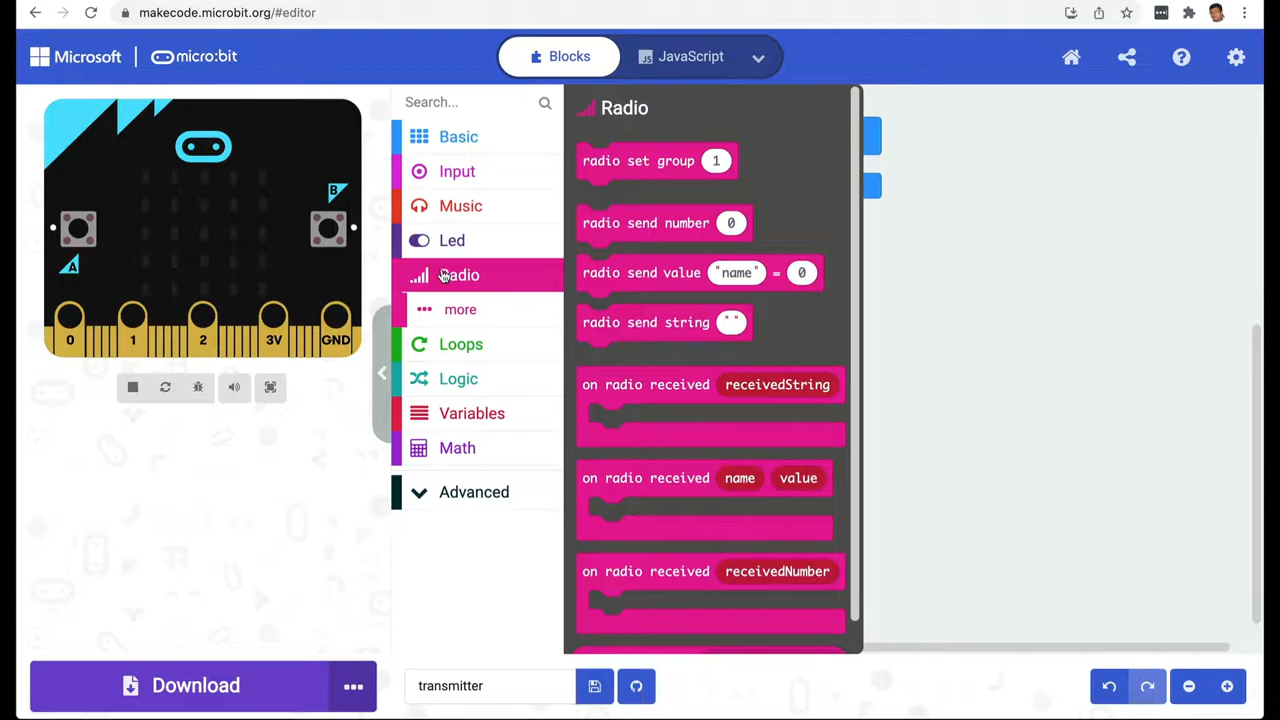 makecode.microbit.org/#editor
Microsoft
micro:bit
Blocks
JavaScript
A
B
0
1
2
3V
GND
Search...
Basic
Input
Music
Led
Radio
more
Loops
Logic
Variables
Math
Advanced
Radio
radio set group 1
radio send number 0
radio send value "name" = 0
radio send string " "
on radio received receivedString
on radio received name value
on radio received receivedNumber
Download
transmitter